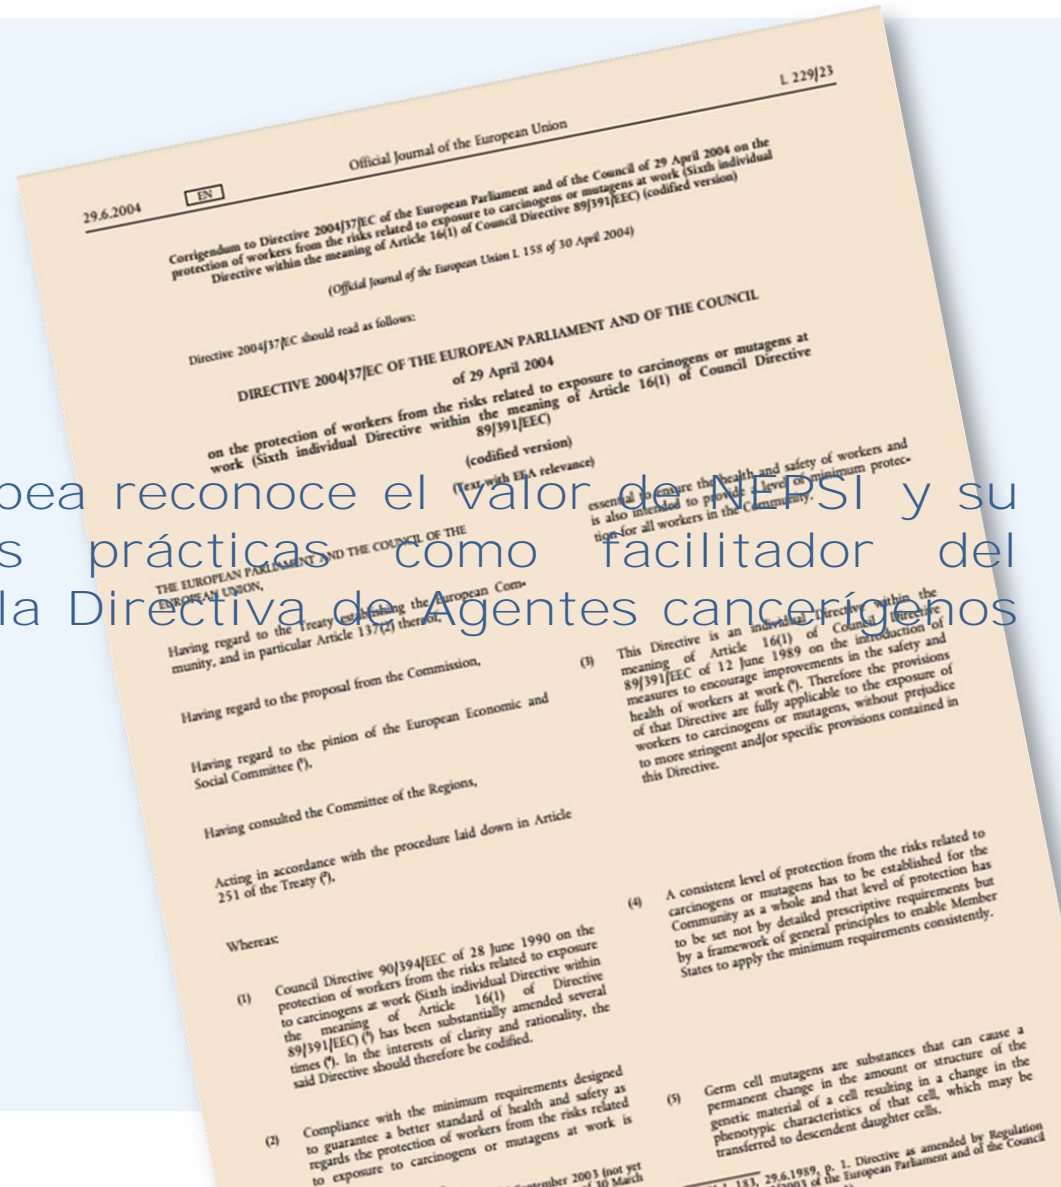 L 229/23
Official Journal of the European Union
EN
29.6.2004
Corrigendum to Directive 2004/37/EC of the European Parliament and of the Council of 29 April 2004 on the
protection of workers from the risks related to exposure to carcinogens or mutagens at work (Sixth individual
Directive within the meaning of Article 16(1) of Council Directive 89/391/EEC) (codified version)
(Official Journal of the European Union L 158 of 30 April 2004)
Directive 2004/37/EC should read as follows:
DIRECTIVE 2004/37/EC OF THE EUROPEAN PARLIAMENT AND OF THE COUNCIL
of 29 April 2004
on the protection of workers from the risks related to exposure to carcinogens or mutagens at
work (Sixth individual Directive within the meaning of Article 16(1) of Council Directive
89/391/EEC)
(codified version)
(Text with EEA relevance)
pea reconoce el valor de NEPSI y su
s prácticas como facilitador del
la Directiva de Agentes cancerígenos
THE EUROPEAN PARLIAMENT AND THE COUNCIL OF THE
EUROPEAN UNION,
Having regard to the Treaty establishing the European Com-
munity, and in particular Article 137(2) thereof,
Having regard to the proposal from the Commission,
Having regard to the pinion of the European Economic and
Social Committee (¹),
Having consulted the Committee of the Regions,
Acting in accordance with the procedure laid down in Article
251 of the Treaty (²),
Whereas:
(1) Council Directive 90/394/EEC of 28 June 1990 on the
protection of workers from the risks related to exposure
to carcinogens at work (Sixth individual Directive within
the meaning of Article 16(1) of Directive
89/391/EEC) (³) has been substantially amended several
times (⁴). In the interests of clarity and rationality, the
said Directive should therefore be codified.
(2) Compliance with the minimum requirements designed
to guarantee a better standard of health and safety as
regards the protection of workers from the risks related
to exposure to carcinogens or mutagens at work is
essential to ensure the health and safety of workers and
is also intended to provide a level of minimum protec-
tion for all workers in the Community.
(3) This Directive is an individual Directive within the
meaning of Article 16(1) of Council Directive
89/391/EEC of 12 June 1989 on the introduction of
measures to encourage improvements in the safety and
health of workers at work (⁵). Therefore the provisions
of that Directive are fully applicable to the exposure of
workers to carcinogens or mutagens, without prejudice
to more stringent and/or specific provisions contained in
this Directive.
(4) A consistent level of protection from the risks related to
carcinogens or mutagens has to be established for the
Community as a whole and that level of protection has
to be set not by detailed prescriptive requirements but
by a framework of general principles to enable Member
States to apply the minimum requirements consistently.
(5) Germ cell mutagens are substances that can cause a
permanent change in the amount or structure of the
genetic material of a cell resulting in a change in the
phenotypic characteristics of that cell, which may be
transferred to descendent daughter cells.
2003 (not yet
30 March
183, 29.6.1989, p. 1. Directive as amended by Regulation
of the European Parliament and of the Council